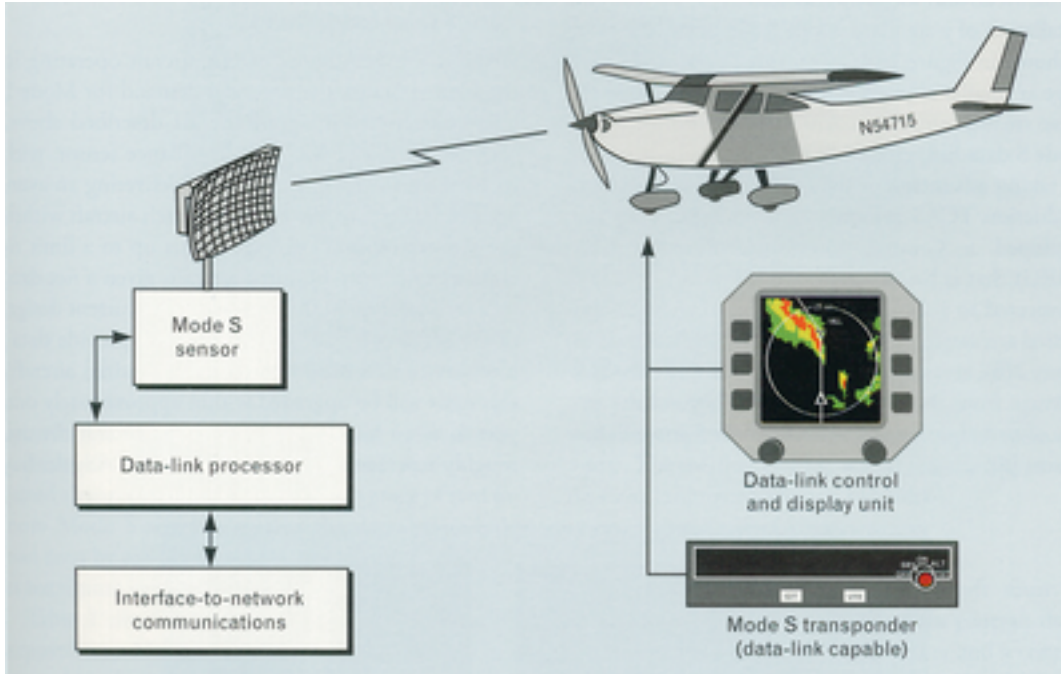 N54715
Mode S
sensor
Data-link processor
Interface-to-network
communications
Data-link control
and display unit
Mode S transponder
(data-link capable)